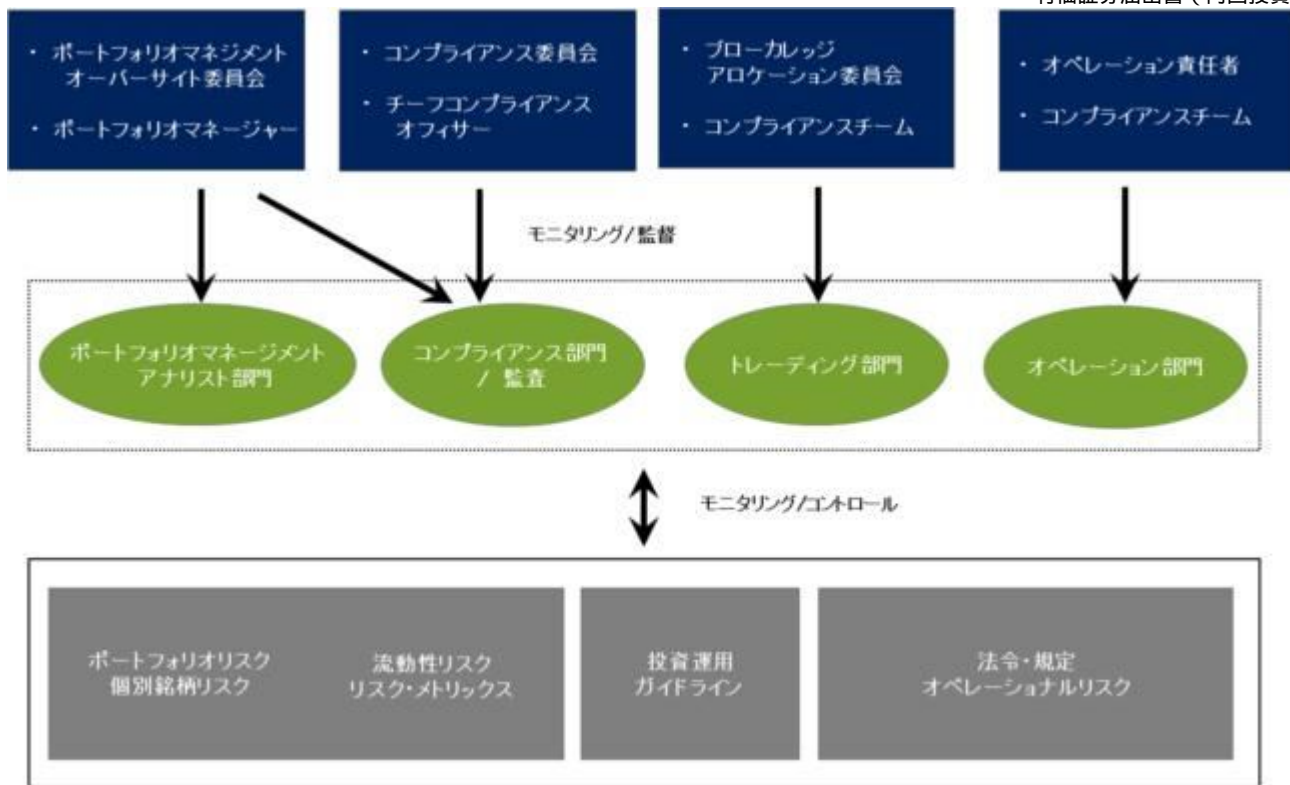 ・ ポートフォリオマネジメント
オーバーサイト委員会
・ ポートフォリオマネージャー
・ コンプライアンス委員会
・ チーフコンプライアンス
オフィサー
・ ブローカレッジ
アロケーション委員会
・ コンプライアンスチーム
・ オペレーション責任者
・ コンプライアンスチーム
モニタリング/監督
ポートフォリオマネージメント
アナリスト部門
コンプライアンス部門
/ 監査
トレーディング部門
オペレーション部門
モニタリング/コントロール
ポートフォリオリスク
個別銘柄リスク
流動性リスク
リスク・メトリックス
投資運用
ガイドライン
法令・規定
オペレーショナルリスク